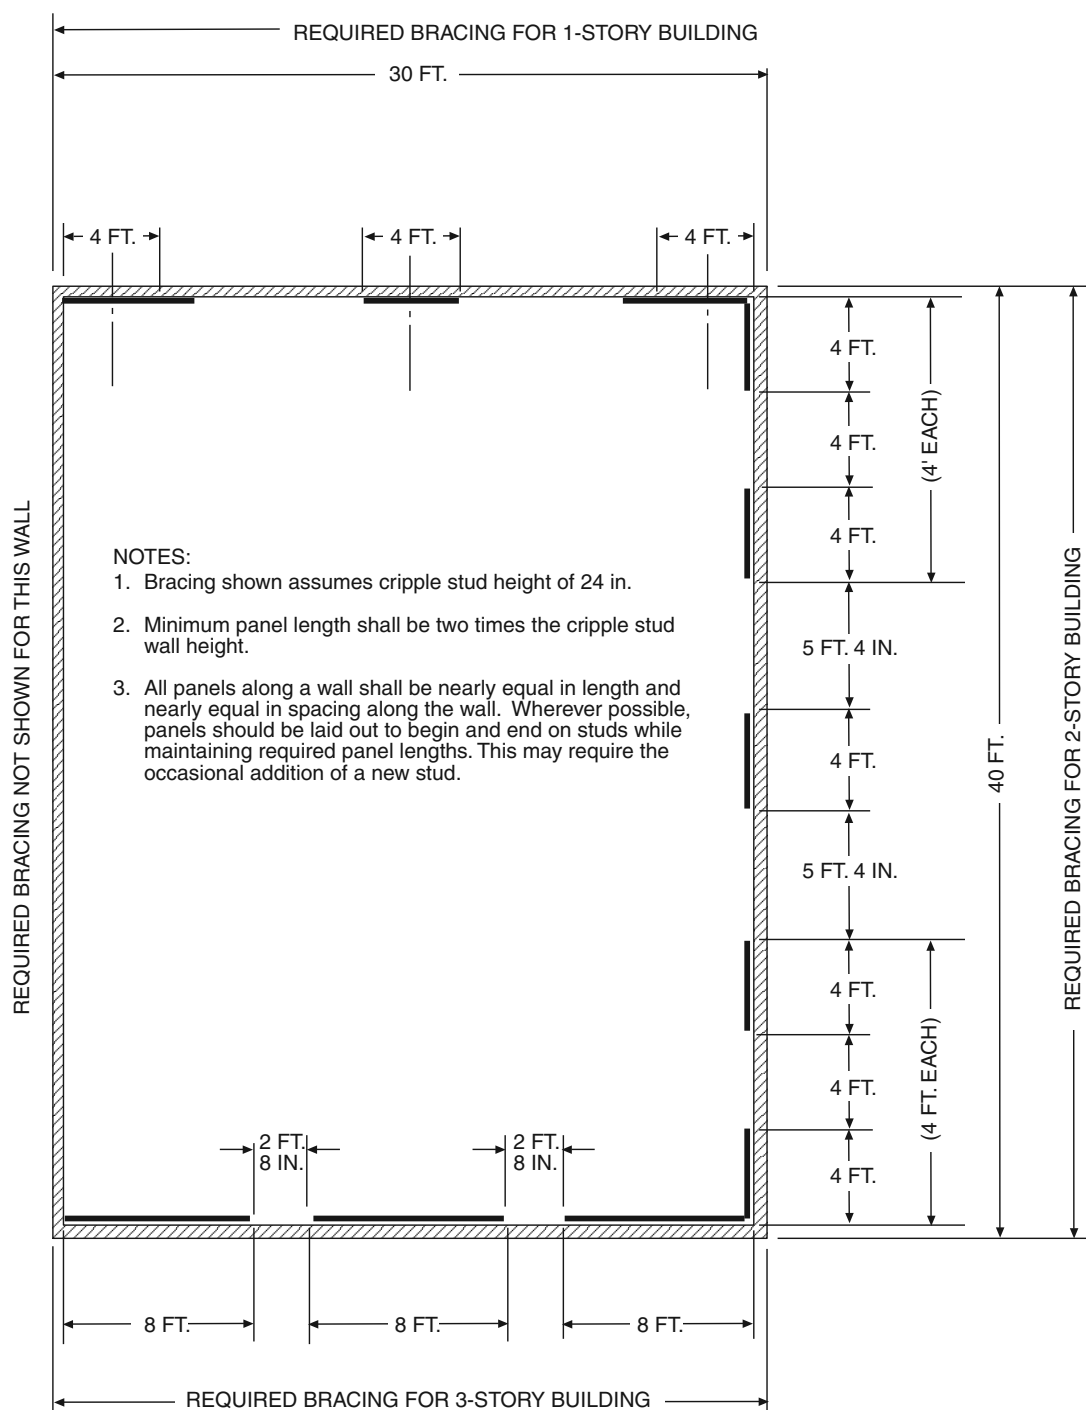 REQUIRED BRACING FOR 1-STORY BUILDING
30 FT.
4 FT.
4 FT.
4 FT.
4 FT.
4 FT.
4 FT.
(4' EACH)
5 FT. 4 IN.
4 FT.
5 FT. 4 IN.
4 FT.
4 FT.
4 FT.
(4 FT. EACH)
40 FT.
REQUIRED BRACING FOR 2-STORY BUILDING
REQUIRED BRACING NOT SHOWN FOR THIS WALL
NOTES:
1. Bracing shown assumes cripple stud height of 24 in.
2. Minimum panel length shall be two times the cripple stud
wall height.
3. All panels along a wall shall be nearly equal in length and
nearly equal in spacing along the wall. Wherever possible,
panels should be laid out to begin and end on studs while
maintaining required panel lengths. This may require the
occasional addition of a new stud.
2 FT.
8 IN.
2 FT.
8 IN.
8 FT.
8 FT.
8 FT.
REQUIRED BRACING FOR 3-STORY BUILDING